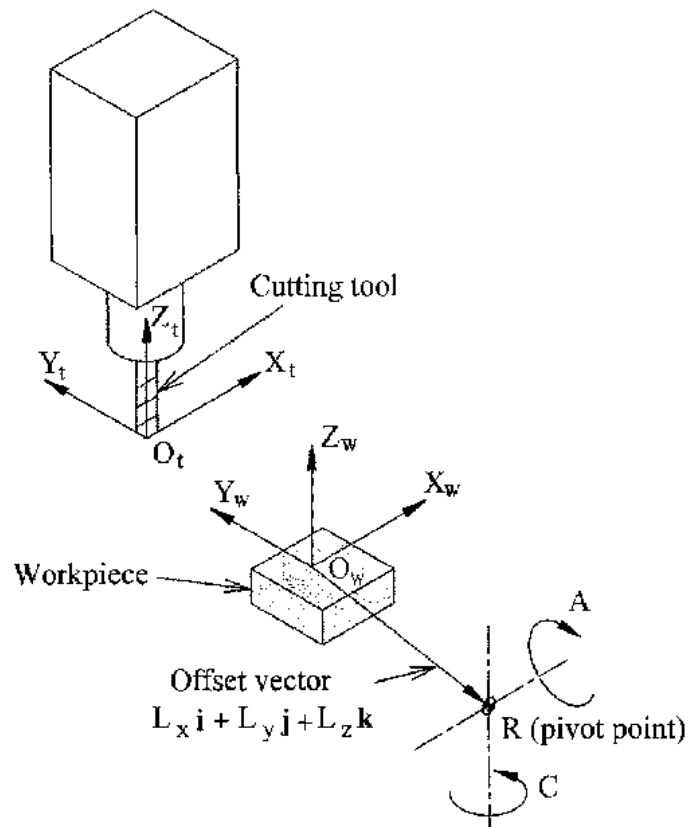 Cutting tool
Z_t
Y_t
X_t
O_t
Z_w
Y_w
X_w
O_w
Workpiece
A
Offset vector
L_x i + L_y j + L_z k
R (pivot point)
C